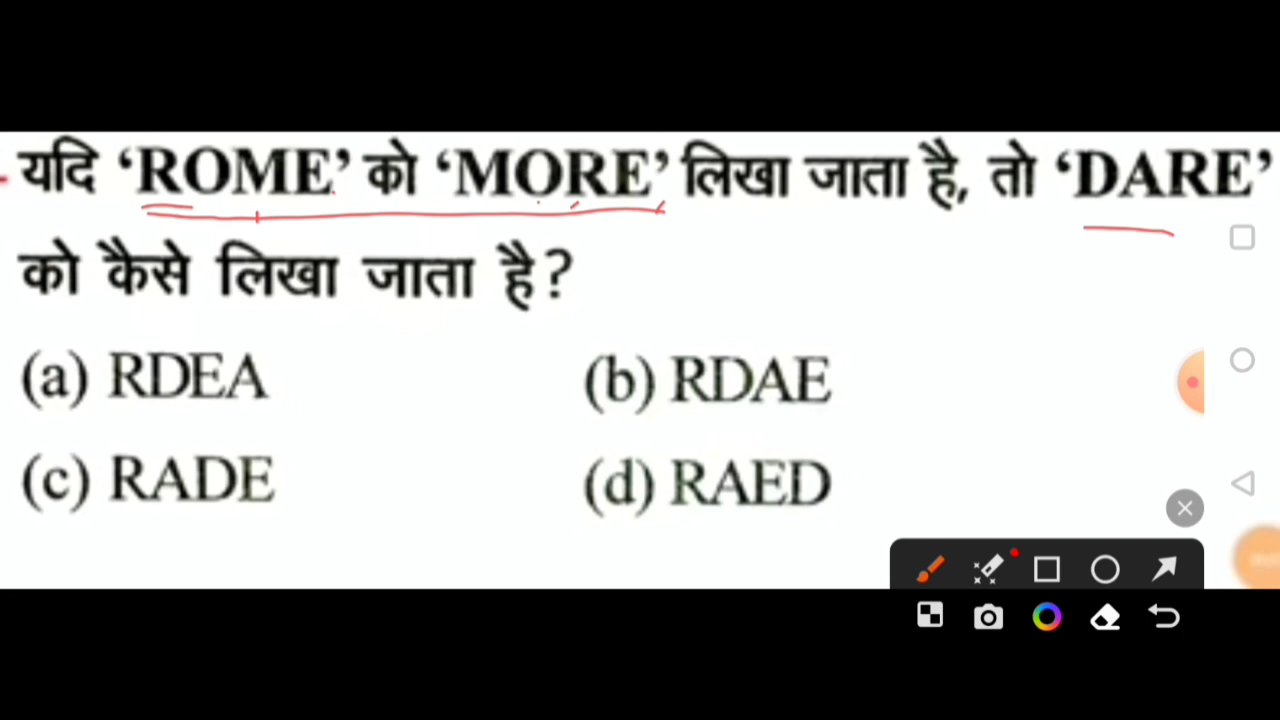 यदि ‘ROME’ को ‘MORE’ लिखा जाता है, तो ‘DARE’
को कैसे लिखा जाता है?
(a) RDEA (b) RDAE
(c) RADE (d) RAED